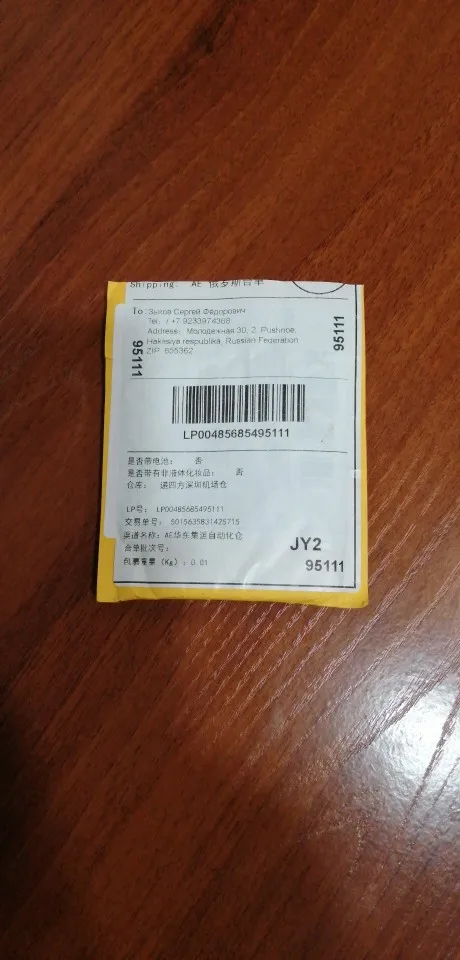 Shipping: AE 俄罗斯合单
To:Зыков Сергей Фёдорович
Tel: / +7 9233974368
Address: Молодежная 30, 2, Pushnoe,
Hakasiya respublika, Russian Federation
ZIP: 655362
95111
95111
LP00485685495111
是否带电池: 否
是否带有非液体化妆品: 否
仓库: 递四方深圳机场仓
LP号: LP00485685495111
交易单号: 5015635831425715
渠道名称: AE华东集运自动化仓
合单批次号:
包裹重量 (Kg): 0.01
JY2
95111